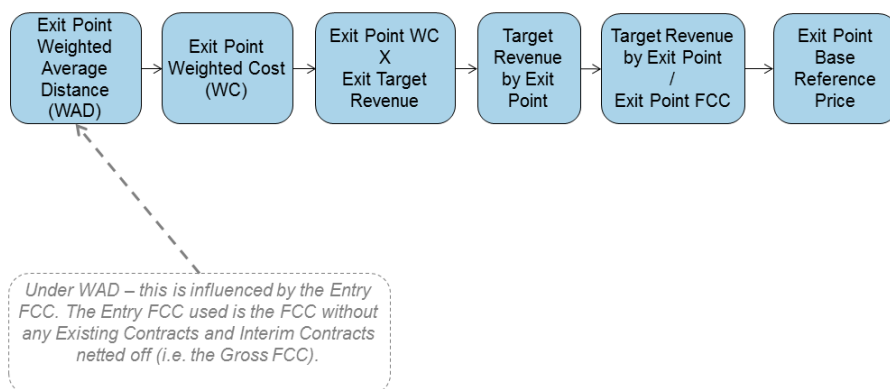 Exit Point
Weighted
Average
Distance
(WAD)
Exit Point
Weighted Cost
(WC)
Exit Point WC
X
Exit Target
Revenue
Target
Revenue
by Exit
Point
Target Revenue
by Exit Point
/
Exit Point FCC
Exit Point
Base
Reference
Price
Under WAD – this is influenced by the Entry
FCC. The Entry FCC used is the FCC without
any Existing Contracts and Interim Contracts
netted off (i.e. the Gross FCC).